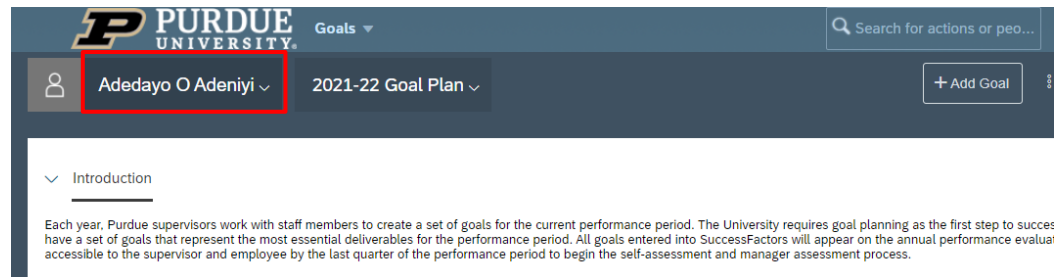 PURDUE UNIVERSITY®
Goals
Search for actions or peo...
Adedayo O Adeniyi
2021-22 Goal Plan
+ Add Goal
Introduction
Each year, Purdue supervisors work with staff members to create a set of goals for the current performance period. The University requires goal planning as the first step to succes
have a set of goals that represent the most essential deliverables for the performance period. All goals entered into SuccessFactors will appear on the annual performance evalua
accessible to the supervisor and employee by the last quarter of the performance period to begin the self-assessment and manager assessment process.